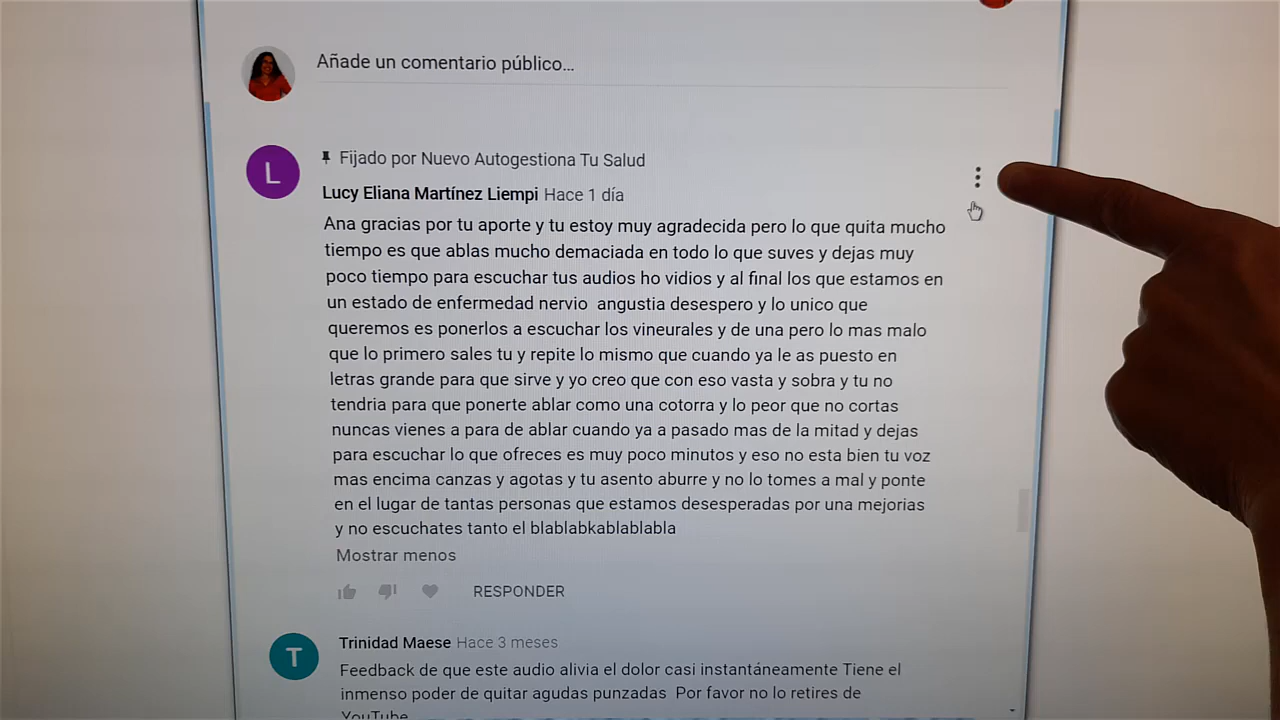 Añade un comentario público...
Fijado por Nuevo Autogestiona Tu Salud
L
Lucy Eliana Martínez Liempi Hace 1 día
Ana gracias por tu aporte y tu estoy muy agradecida pero lo que quita mucho
tiempo es que ablas mucho demaciada en todo lo que suves y dejas muy
poco tiempo para escuchar tus audios ho vidios y al final los que estamos en
un estado de enfermedad nervio angustia desespero y lo unico que
queremos es ponerlos a escuchar los vineurales y de una pero lo mas malo
que lo primero sales tu y repite lo mismo que cuando ya le as puesto en
letras grande para que sirve y yo creo que con eso vasta y sobra y tu no
tendria para que ponerte ablar como una cotorra y lo peor que no cortas
nuncas vienes a para de ablar cuando ya a pasado mas de la mitad y dejas
para escuchar lo que ofreces es muy poco minutos y eso no esta bien tu voz
mas encima canzas y agotas y tu asento aburre y no lo tomes a mal y ponte
en el lugar de tantas personas que estamos desesperadas por una mejorias
y no escuchates tanto el blablabkablablabla
Mostrar menos
RESPONDER
T
Trinidad Maese Hace 3 meses
Feedback de que este audio alivia el dolor casi instantáneamente Tiene el
inmenso poder de quitar agudas punzadas Por favor no lo retires de
YouTube